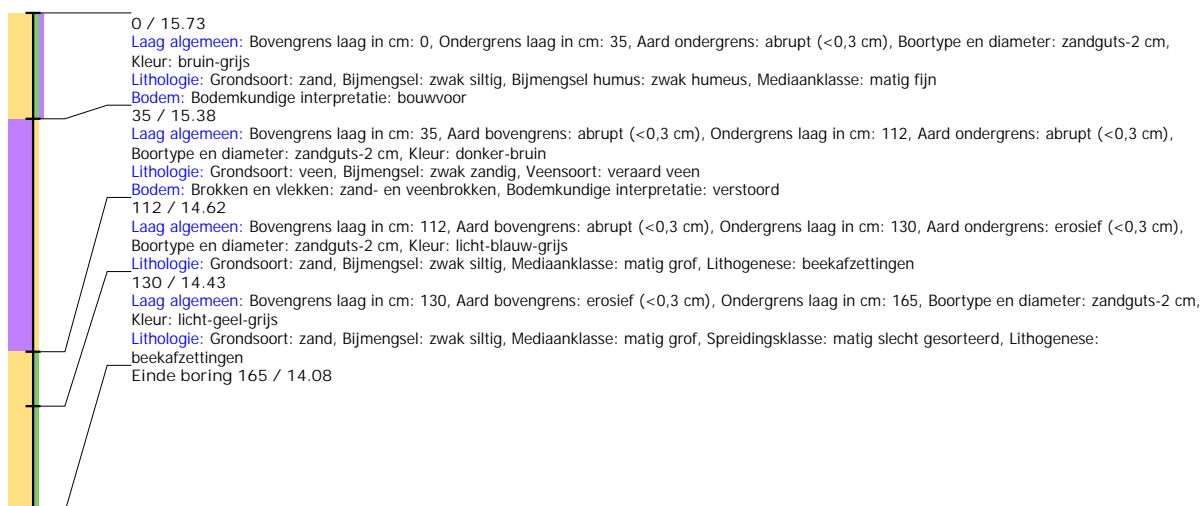 0 / 15.73
Laag algemeen: Bovengrens laag in cm: 0, Ondergrens laag in cm: 35, Aard ondergrens: abrupt (<0,3 cm), Boortype en diameter: zandguts-2 cm,
Kleur: bruin-grijs
Lithologie: Grondsoort: zand, Bijmengsel: zwak siltig, Bijmengsel humus: zwak humeus, Mediaanklasse: matig fijn
Bodem: Bodemkundige interpretatie: bouwvoor
35 / 15.38
Laag algemeen: Bovengrens laag in cm: 35, Aard bovengrens: abrupt (<0,3 cm), Ondergrens laag in cm: 112, Aard ondergrens: abrupt (<0,3 cm),
Boortype en diameter: zandguts-2 cm, Kleur: donker-bruin
Lithologie: Grondsoort: veen, Bijmengsel: zwak zandig, Veensoort: veraard veen
Bodem: Brokken en vlekken: zand- en veenbrokken, Bodemkundige interpretatie: verstoord
112 / 14.62
Laag algemeen: Bovengrens laag in cm: 112, Aard bovengrens: abrupt (<0,3 cm), Ondergrens laag in cm: 130, Aard ondergrens: erosief (<0,3 cm),
Boortype en diameter: zandguts-2 cm, Kleur: licht-blauw-grijs
Lithologie: Grondsoort: zand, Bijmengsel: zwak siltig, Mediaanklasse: matig grof, Lithogenese: beekafzettingen
130 / 14.43
Laag algemeen: Bovengrens laag in cm: 130, Aard bovengrens: erosief (<0,3 cm), Ondergrens laag in cm: 165, Boortype en diameter: zandguts-2 cm,
Kleur: licht-geel-grijs
Lithologie: Grondsoort: zand, Bijmengsel: zwak siltig, Mediaanklasse: matig grof, Spreidingsklasse: matig slecht gesorteerd, Lithogenese:
beekafzettingen
Einde boring 165 / 14.08